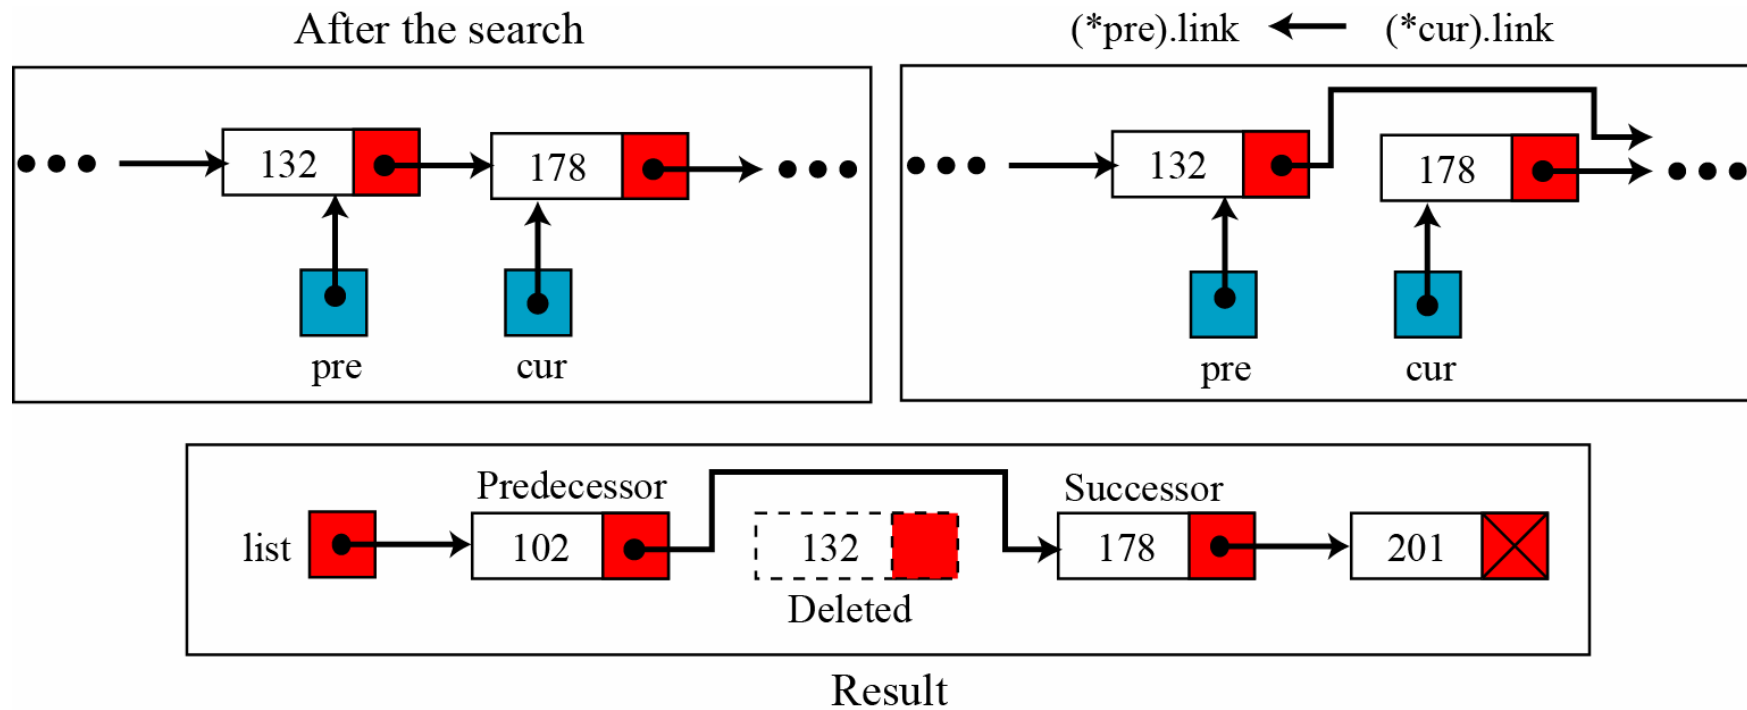 After the search
(*pre).link (*cur).link
132 178
pre cur
132 178
pre cur
Predecessor Successor
list 102 132 178 201
Deleted
Result